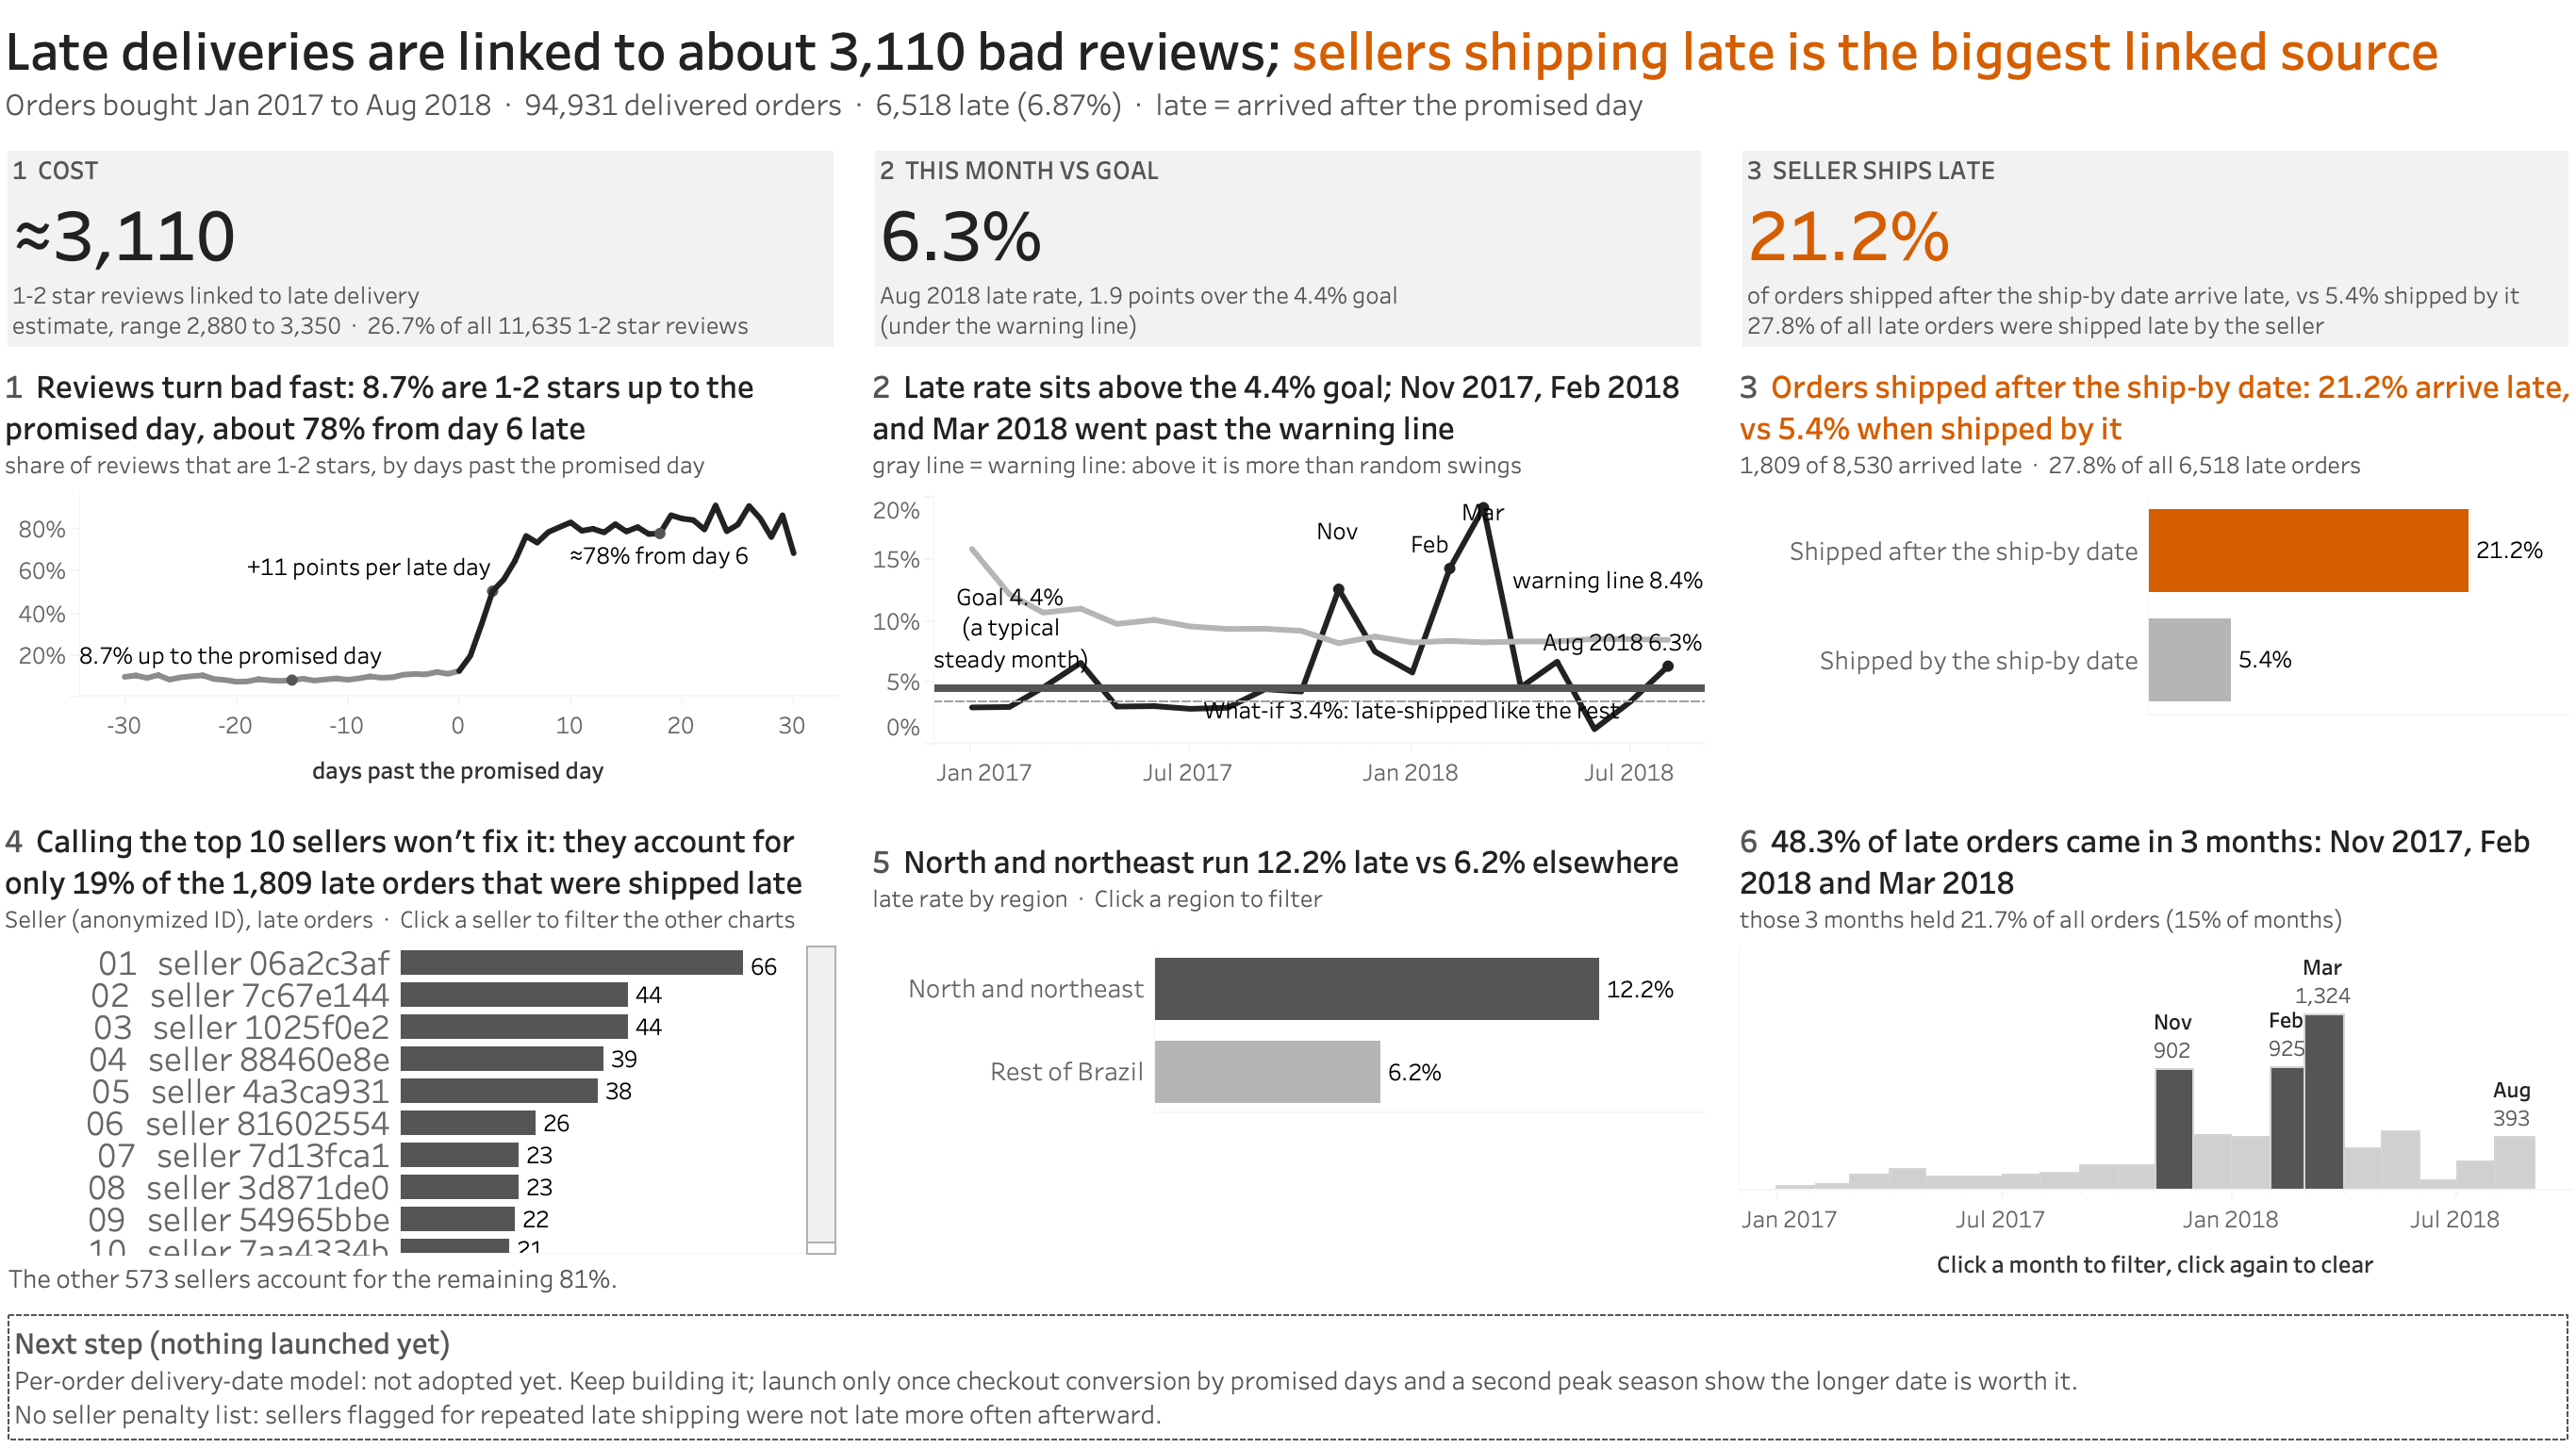 Late deliveries are linked to about 3,110 bad reviews; sellers shipping late is the biggest linked source
Orders bought Jan 2017 to Aug 2018 · 94,931 delivered orders · 6,518 late (6.87%) · late = arrived after the promised day
1 COST
≈3,110
1-2 star reviews linked to late delivery
estimate, range 2,880 to 3,350 · 26.7% of all 11,635 1-2 star reviews
2 THIS MONTH VS GOAL
6.3%
Aug 2018 late rate, 1.9 points over the 4.4% goal
(under the warning line)
3 SELLER SHIPS LATE
21.2%
of orders shipped after the ship-by date arrive late, vs 5.4% shipped by it
27.8% of all late orders were shipped late by the seller
1 Reviews turn bad fast: 8.7% are 1-2 stars up to the
promised day, about 78% from day 6 late
share of reviews that are 1-2 stars, by days past the promised day
80%
60%
40%
20%
+11 points per late day
≈78% from day 6
8.7% up to the promised day
-30
-20
-10
0
10
20
30
days past the promised day
2 Late rate sits above the 4.4% goal; Nov 2017, Feb 2018
and Mar 2018 went past the warning line
gray line = warning line: above it is more than random swings
20%
15%
10%
5%
0%
Nov
Feb
Mar
warning line 8.4%
Goal 4.4%
(a typical
steady month)
Aug 2018 6.3%
What-if 3.4%: late-shipped like the rest
Jan 2017
Jul 2017
Jan 2018
Jul 2018
3 Orders shipped after the ship-by date: 21.2% arrive late,
vs 5.4% when shipped by it
1,809 of 8,530 arrived late · 27.8% of all 6,518 late orders
Shipped after the ship-by date
21.2%
Shipped by the ship-by date
5.4%
4 Calling the top 10 sellers won’t fix it: they account for
only 19% of the 1,809 late orders that were shipped late
Seller (anonymized ID), late orders · Click a seller to filter the other charts
01 seller 06a2c3af 66
02 seller 7c67e144 44
03 seller 1025f0e2 44
04 seller 88460e8e 39
05 seller 4a3ca931 38
06 seller 81602554 26
07 seller 7d13fca1 23
08 seller 3d871de0 23
09 seller 54965bbe 22
10 seller 7aa4334b 21
The other 573 sellers account for the remaining 81%.
5 North and northeast run 12.2% late vs 6.2% elsewhere
late rate by region · Click a region to filter
North and northeast
12.2%
Rest of Brazil
6.2%
6 48.3% of late orders came in 3 months: Nov 2017, Feb
2018 and Mar 2018
those 3 months held 21.7% of all orders (15% of months)
Mar
1,324
Nov
902
Feb
925
Aug
393
Jan 2017
Jul 2017
Jan 2018
Jul 2018
Click a month to filter, click again to clear
Next step (nothing launched yet)
Per-order delivery-date model: not adopted yet. Keep building it; launch only once checkout conversion by promised days and a second peak season show the longer date is worth it.
No seller penalty list: sellers flagged for repeated late shipping were not late more often afterward.